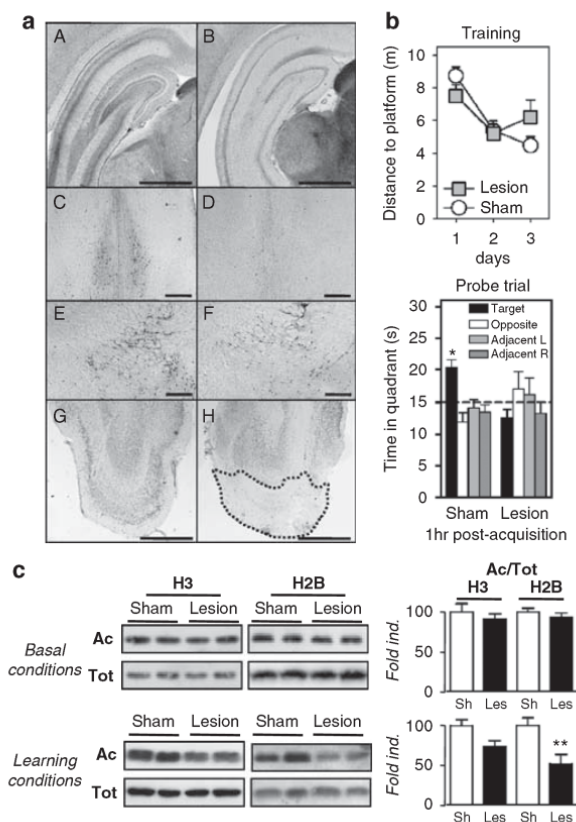 a
A
B
C
D
E
F
G
H
b
Training
Distance to platform (m)
10
8
6
4
2
0
Lesion
Sham
1 2 3
days
Probe trial
Time in quadrant (s)
30
25
20
15
10
5
0
Target
Opposite
Adjacent L
Adjacent R
*
Sham Lesion
1hr post-acquisition
c
H3 H2B
Sham Lesion Sham Lesion
Basal
conditions
Ac
Tot
Sham Lesion Sham Lesion
Learning
conditions
Ac
Tot
Ac/Tot
H3 H2B
Fold ind.
100
50
0
Sh Les Sh Les
Fold ind.
100
50
0
**
Sh Les Sh Les